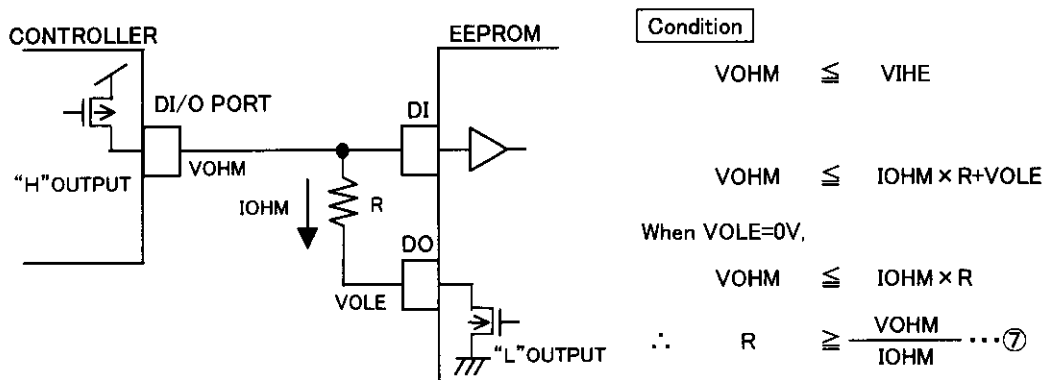 CONTROLLER
EEPROM
DI/O PORT
DI
VOHM
"H"OUTPUT
IOHM
R
DO
VOLE
"L"OUTPUT
Condition
VOHM ≦ VIHE
VOHM ≦ IOHM × R+VOLE
When VOLE=0V,
VOHM ≦ IOHM × R
∴ R ≧ VOHM / IOHM ⋯⑦